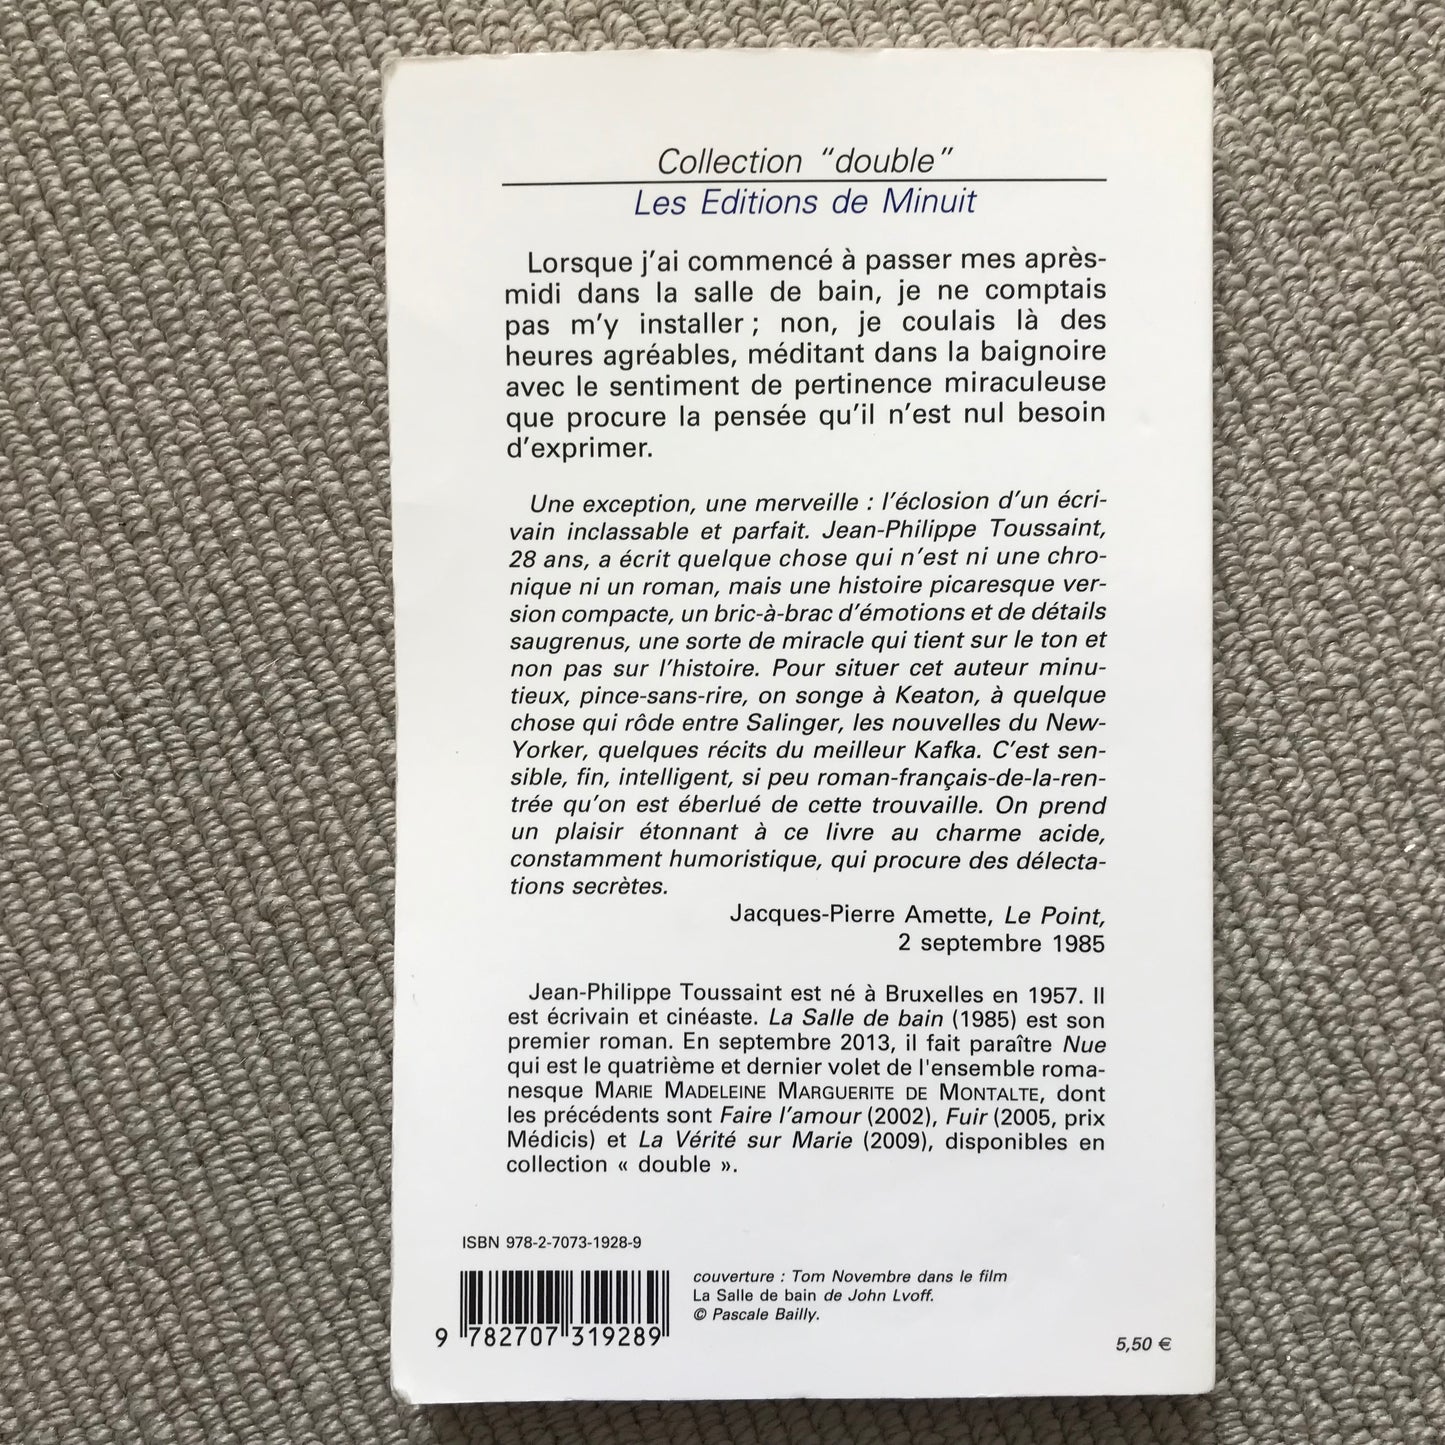 Collection "double"
Les Editions de Minuit
Lorsque j'ai commencé à passer mes après-
midi dans la salle de bain, je ne comptais
pas m'y installer ; non, je coulais là des
heures agréables, méditant dans la baignoire
avec le sentiment de pertinence miraculeuse
que procure la pensée qu'il n'est nul besoin
d'exprimer.
Une exception, une merveille : l'éclosion d'un écri-
vain inclassable et parfait. Jean-Philippe Toussaint,
28 ans, a écrit quelque chose qui n'est ni une chro-
nique ni un roman, mais une histoire picaresque ver-
sion compacte, un bric-à-brac d'émotions et de détails
saugrenus, une sorte de miracle qui tient sur le ton et
non pas sur l'histoire. Pour situer cet auteur minu-
tieux, pince-sans-rire, on songe à Keaton, à quelque
chose qui rôde entre Salinger, les nouvelles du New-
Yorker, quelques récits du meilleur Kafka. C'est sen-
sible, fin, intelligent, si peu roman-français-de-la-ren-
trée qu'on est éberlué de cette trouvaille. On prend
un plaisir étonnant à ce livre au charme acide,
constamment humoristique, qui procure des délecta-
tions secrètes.
Jacques-Pierre Amette, Le Point,
2 septembre 1985
Jean-Philippe Toussaint est né à Bruxelles en 1957. Il
est écrivain et cinéaste. La Salle de bain (1985) est son
premier roman. En septembre 2013, il fait paraître Nue
qui est le quatrième et dernier volet de l'ensemble roma-
nesque MARIE MADELEINE MARGUERITE DE MONTALTE, dont
les précédents sont Faire l'amour (2002), Fuir (2005, prix
Médicis) et La Vérité sur Marie (2009), disponibles en
collection « double ».
ISBN 978-2-7073-1928-9
couverture : Tom Novembre dans le film
La Salle de bain de John Lvoff.
© Pascale Bailly.
9 782707 319289
5,50 €